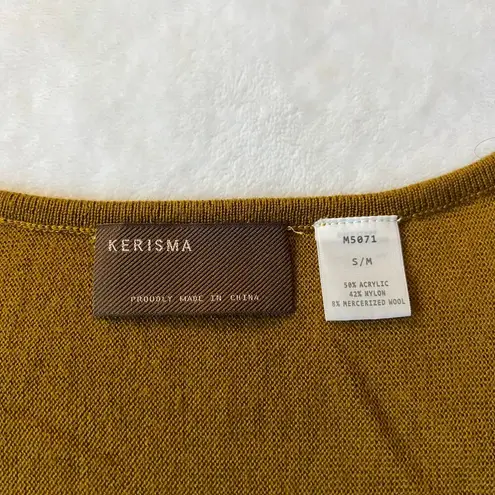 KERISMA
PROUDLY MADE IN CHINA
M5071
S/M
50% ACRYLIC
42% NYLON
8% MERCERIZED WOOL